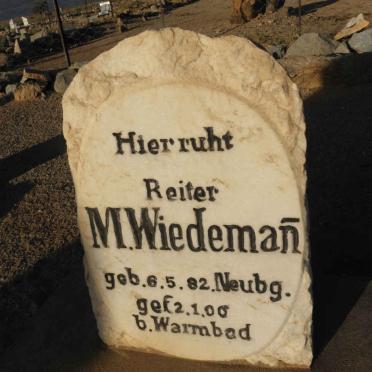 Hier ruht
Reiter
M. Wiedemañ
geb. 6.5.82. Neubg.
gef. 2.1.06
b. Warmbad